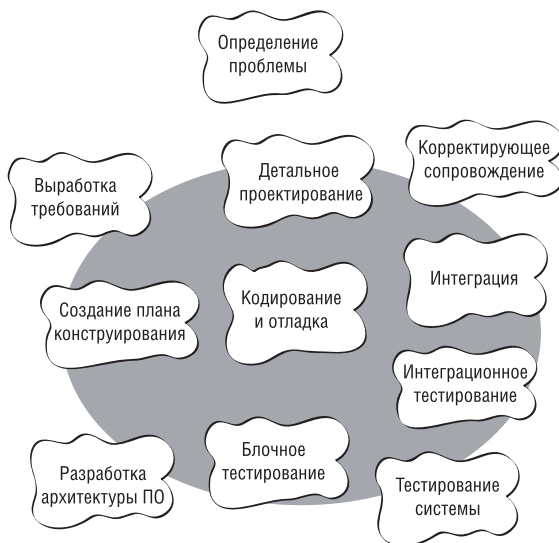 Определение
проблемы
Выработка
требований
Детальное
проектирование
Корректирующее
сопровождение
Создание плана
конструирования
Кодирование
и отладка
Интеграция
Интеграционное
тестирование
Разработка
архитектуры ПО
Блочное
тестирование
Тестирование
системы